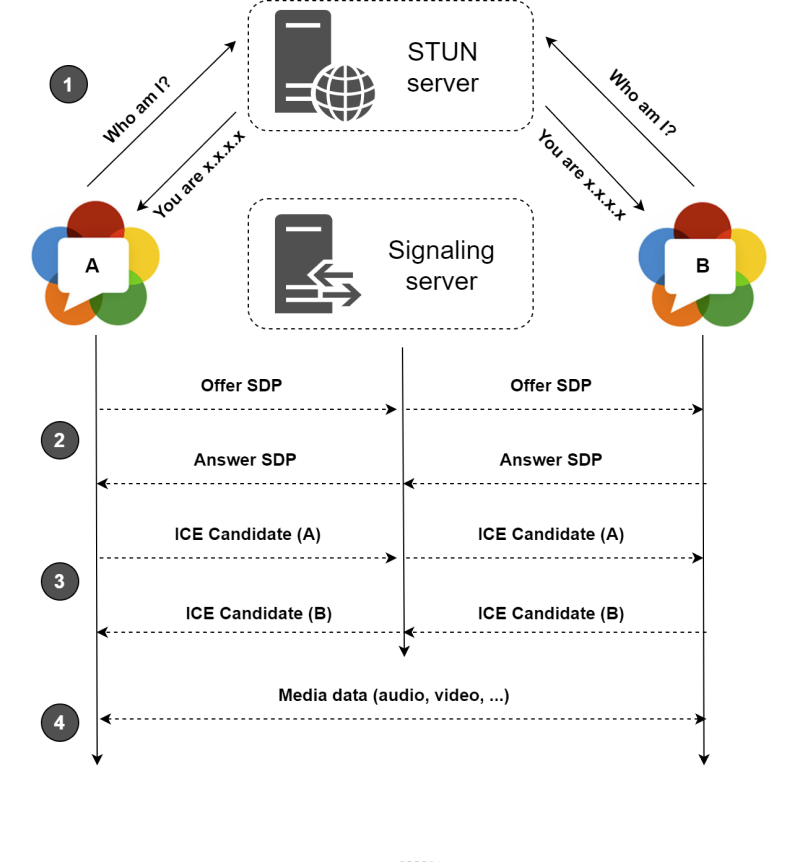 STUN
server
1
Who am I?
Who am I?
You are x.x.x.x
You are x.x.x.x
A
Signaling
server
B
Offer SDP
Offer SDP
2
Answer SDP
Answer SDP
ICE Candidate (A)
ICE Candidate (A)
3
ICE Candidate (B)
ICE Candidate (B)
Media data (audio, video, ...)
4